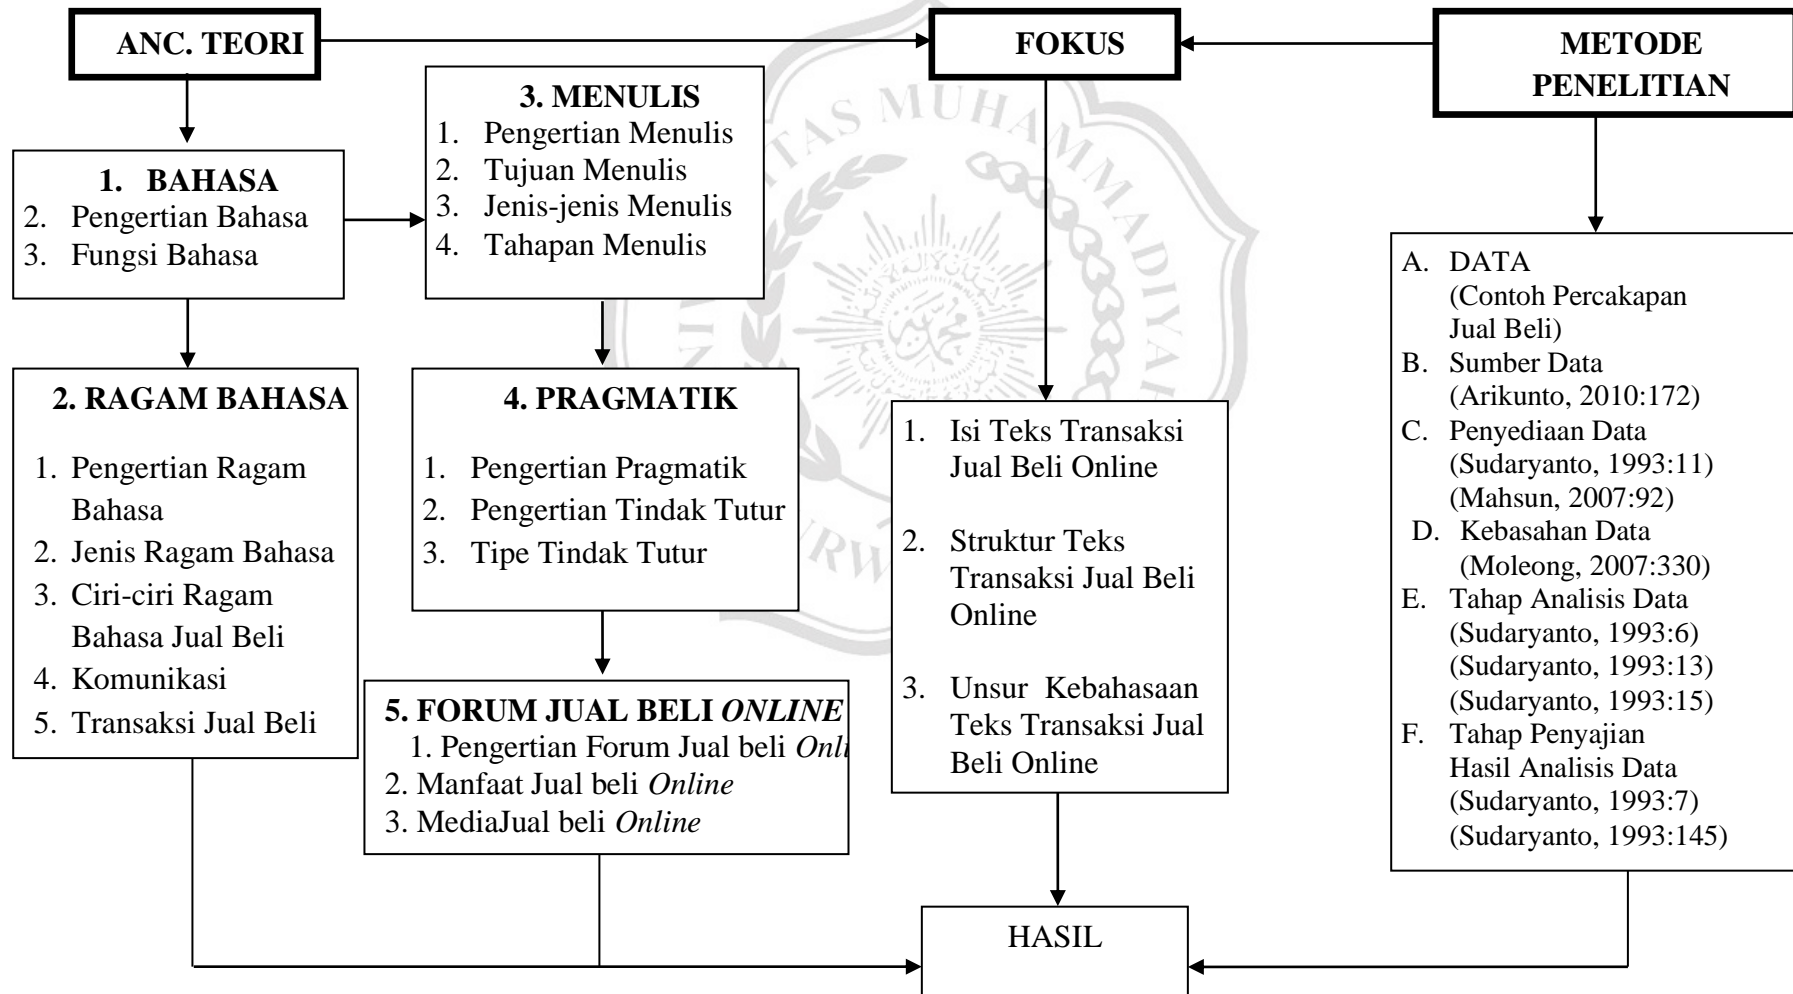 ANC. TEORI
FOKUS
METODE
PENELITIAN
1. BAHASA
2. Pengertian Bahasa
3. Fungsi Bahasa
3. MENULIS
1. Pengertian Menulis
2. Tujuan Menulis
3. Jenis-jenis Menulis
4. Tahapan Menulis
2. RAGAM BAHASA
1. Pengertian Ragam
Bahasa
2. Jenis Ragam Bahasa
3. Ciri-ciri Ragam
Bahasa Jual Beli
4. Komunikasi
5. Transaksi Jual Beli
4. PRAGMATIK
1. Pengertian Pragmatik
2. Pengertian Tindak Tutur
3. Tipe Tindak Tutur
5. FORUM JUAL BELI ONLINE
1. Pengertian Forum Jual beli Onli
2. Manfaat Jual beli Online
3. MediaJual beli Online
1. Isi Teks Transaksi
Jual Beli Online
2. Struktur Teks
Transaksi Jual Beli
Online
3. Unsur Kebahasaan
Teks Transaksi Jual
Beli Online
A. DATA
(Contoh Percakapan
Jual Beli)
B. Sumber Data
(Arikunto, 2010:172)
C. Penyediaan Data
(Sudaryanto, 1993:11)
(Mahsun, 2007:92)
D. Kebasahan Data
(Moleong, 2007:330)
E. Tahap Analisis Data
(Sudaryanto, 1993:6)
(Sudaryanto, 1993:13)
(Sudaryanto, 1993:15)
F. Tahap Penyajian
Hasil Analisis Data
(Sudaryanto, 1993:7)
(Sudaryanto, 1993:145)
HASIL
MUHAMMADIYAH